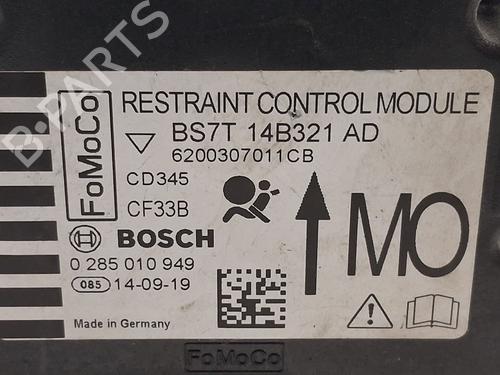 B-PARTS
FoMoCo
RESTRAINT CONTROL MODULE
BS7T 14B321 AD
6200307011CB
CD345
CF33B
BOSCH
0 285 010 949
085 14-09-19
Made in Germany
MO
FoMoCo